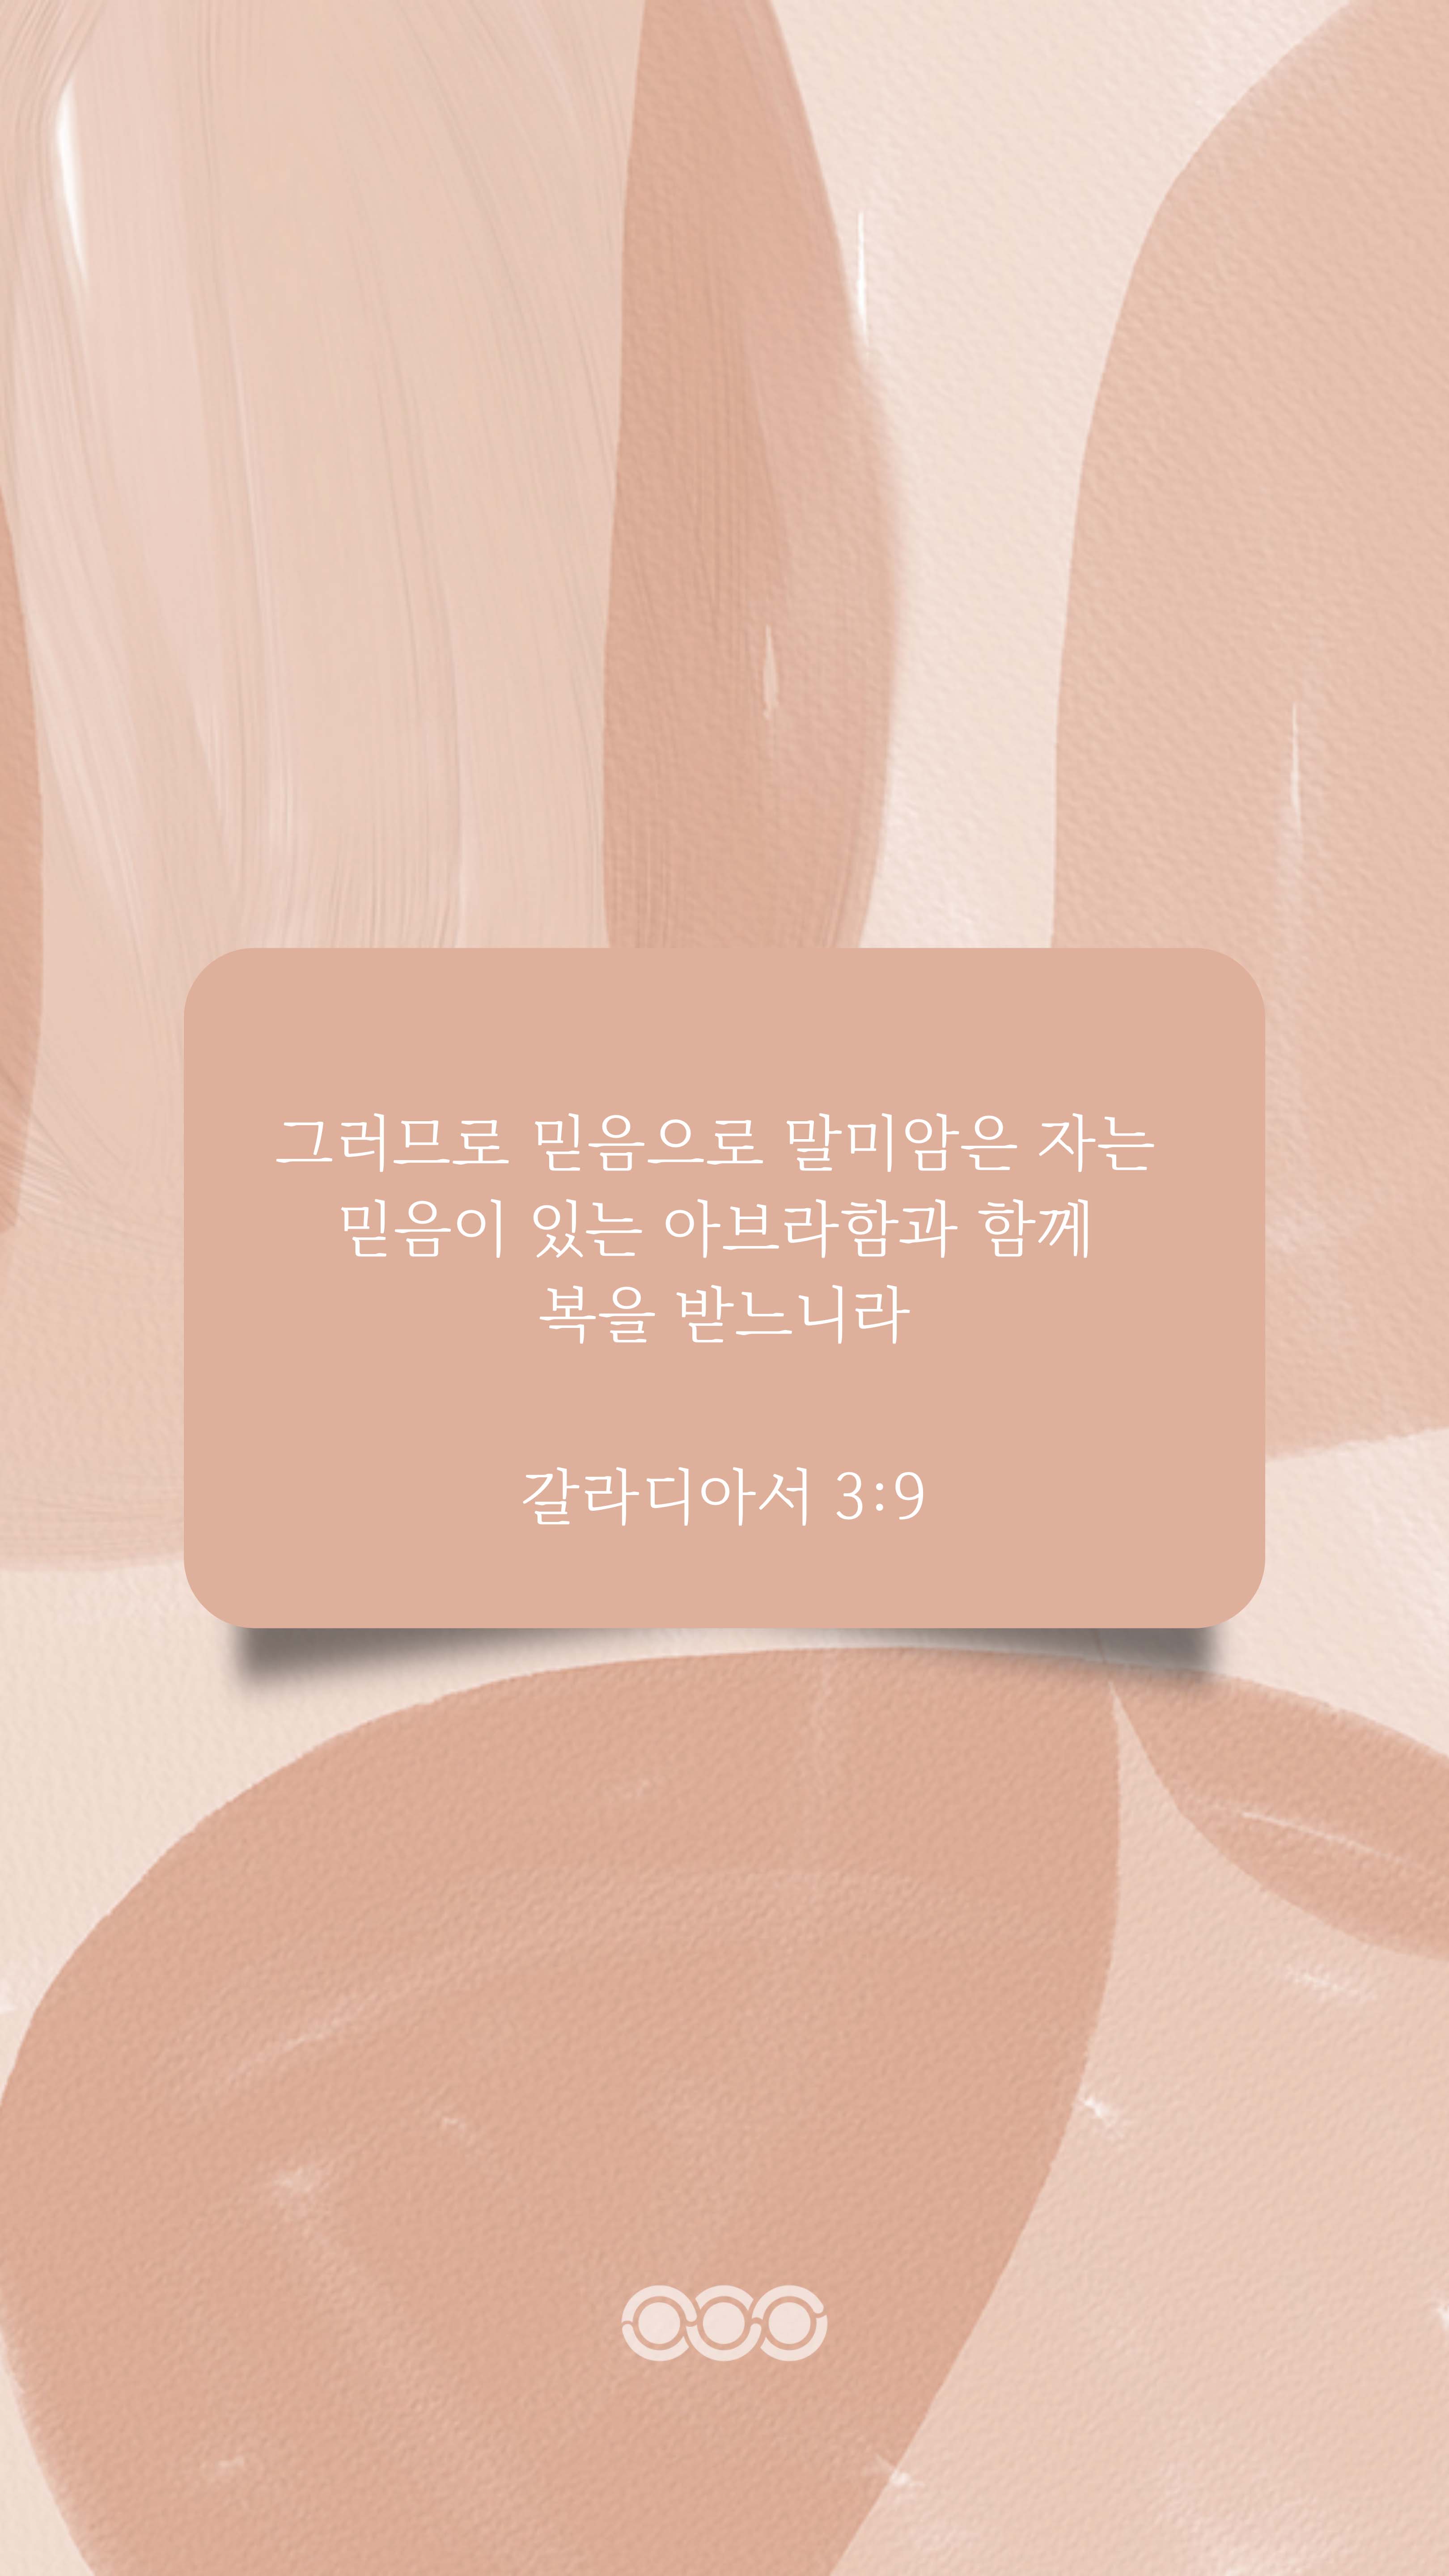 그러므로 믿음으로 말미암은 자는
믿음이 있는 아브라함과 함께
복을 받느니라
갈라디아서 3:9